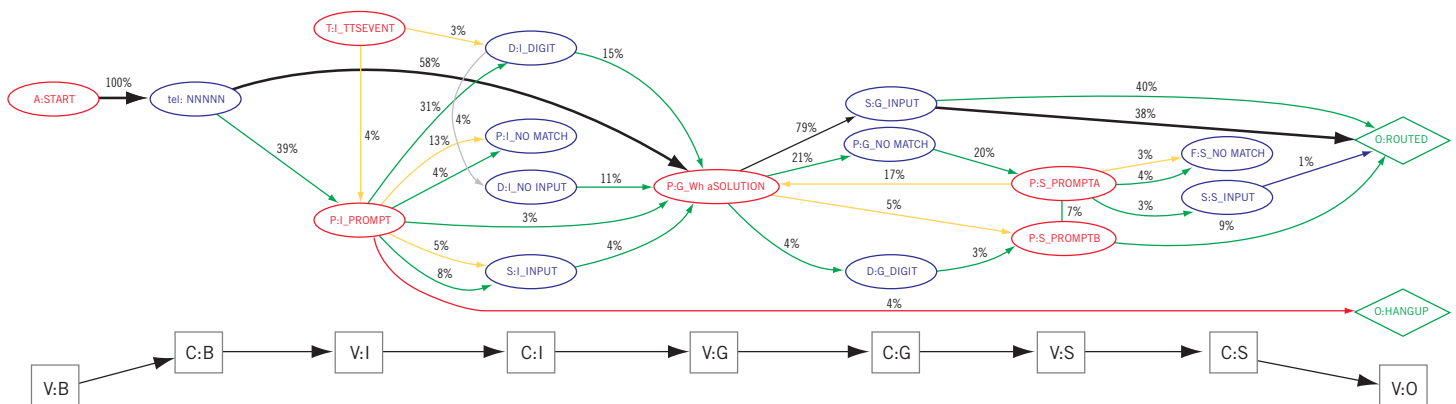 T:I_TTSEVENT
3%
D:I_DIGIT
15%
58%
100%
A:START
tel: NNNNN
31%
4%
4%
13%
39%
P:I_NO MATCH
4%
D:I_NO INPUT
11%
P:I_PROMPT
3%
5%
8%
S:I_INPUT
4%
4%
P:G_Wh aSOLUTION
79%
21%
S:G_INPUT
40%
38%
P:G_NO MATCH
20%
17%
5%
4%
D:G_DIGIT
3%
P:S_PROMPTA
3%
4%
3%
7%
P:S_PROMPTB
9%
F:S_NO MATCH
1%
S:S_INPUT
O:ROUTED
O:HANGUP
V:B
C:B
V:I
C:I
V:G
C:G
V:S
C:S
V:O